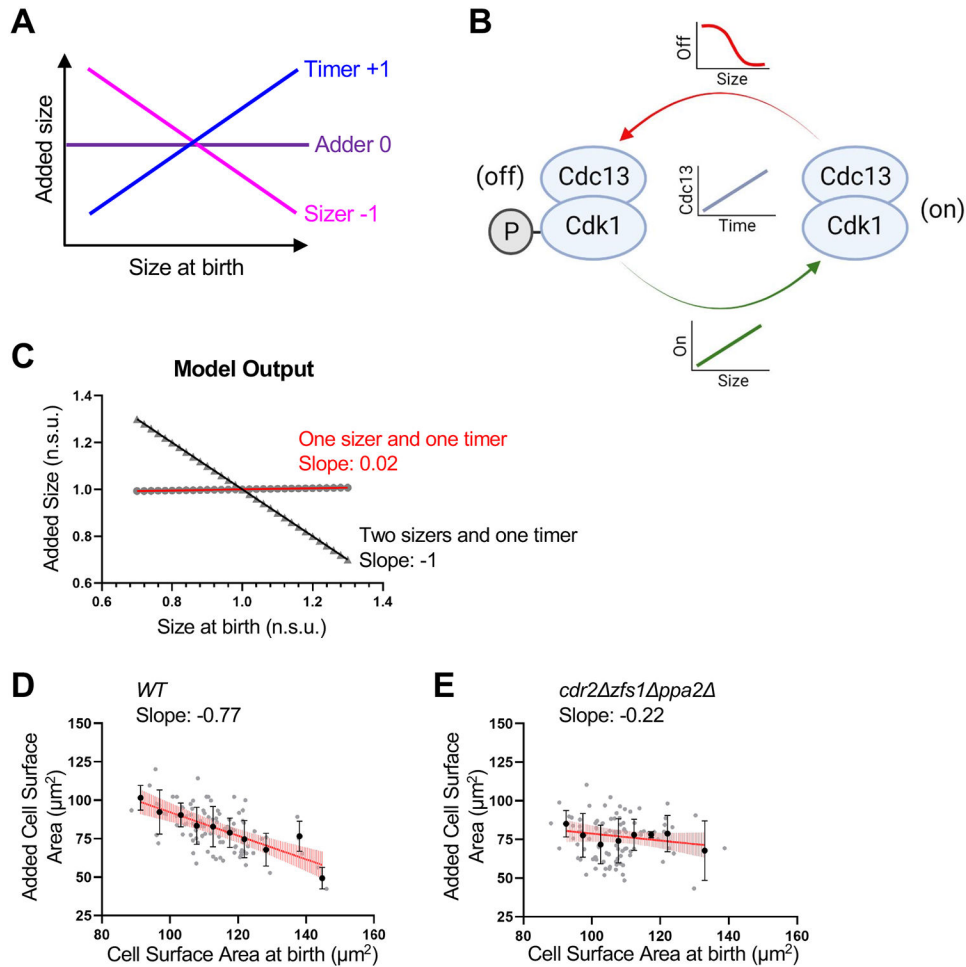 A
Added size
Timer +1
Adder 0
Sizer -1
Size at birth
B
Off
Size
(off)
Cdc13
Cdk1
P
Cdc13
Time
Cdc13
Cdk1
(on)
On
Size
C
Model Output
Added Size (n.s.u.)
1.4
1.2
1.0
0.8
0.6
One sizer and one timer
Slope: 0.02
Two sizers and one timer
Slope: -1
0.6 0.8 1.0 1.2 1.4
Size at birth (n.s.u.)
D
WT
Slope: -0.77
Added Cell Surface
Area (µm²)
150
125
100
75
50
25
80 100 120 140 160
Cell Surface Area at birth (µm²)
E
cdr2Δzfs1Δppa2Δ
Slope: -0.22
Added Cell Surface
Area (µm²)
150
125
100
75
50
25
80 100 120 140 160
Cell Surface Area at birth (µm²)